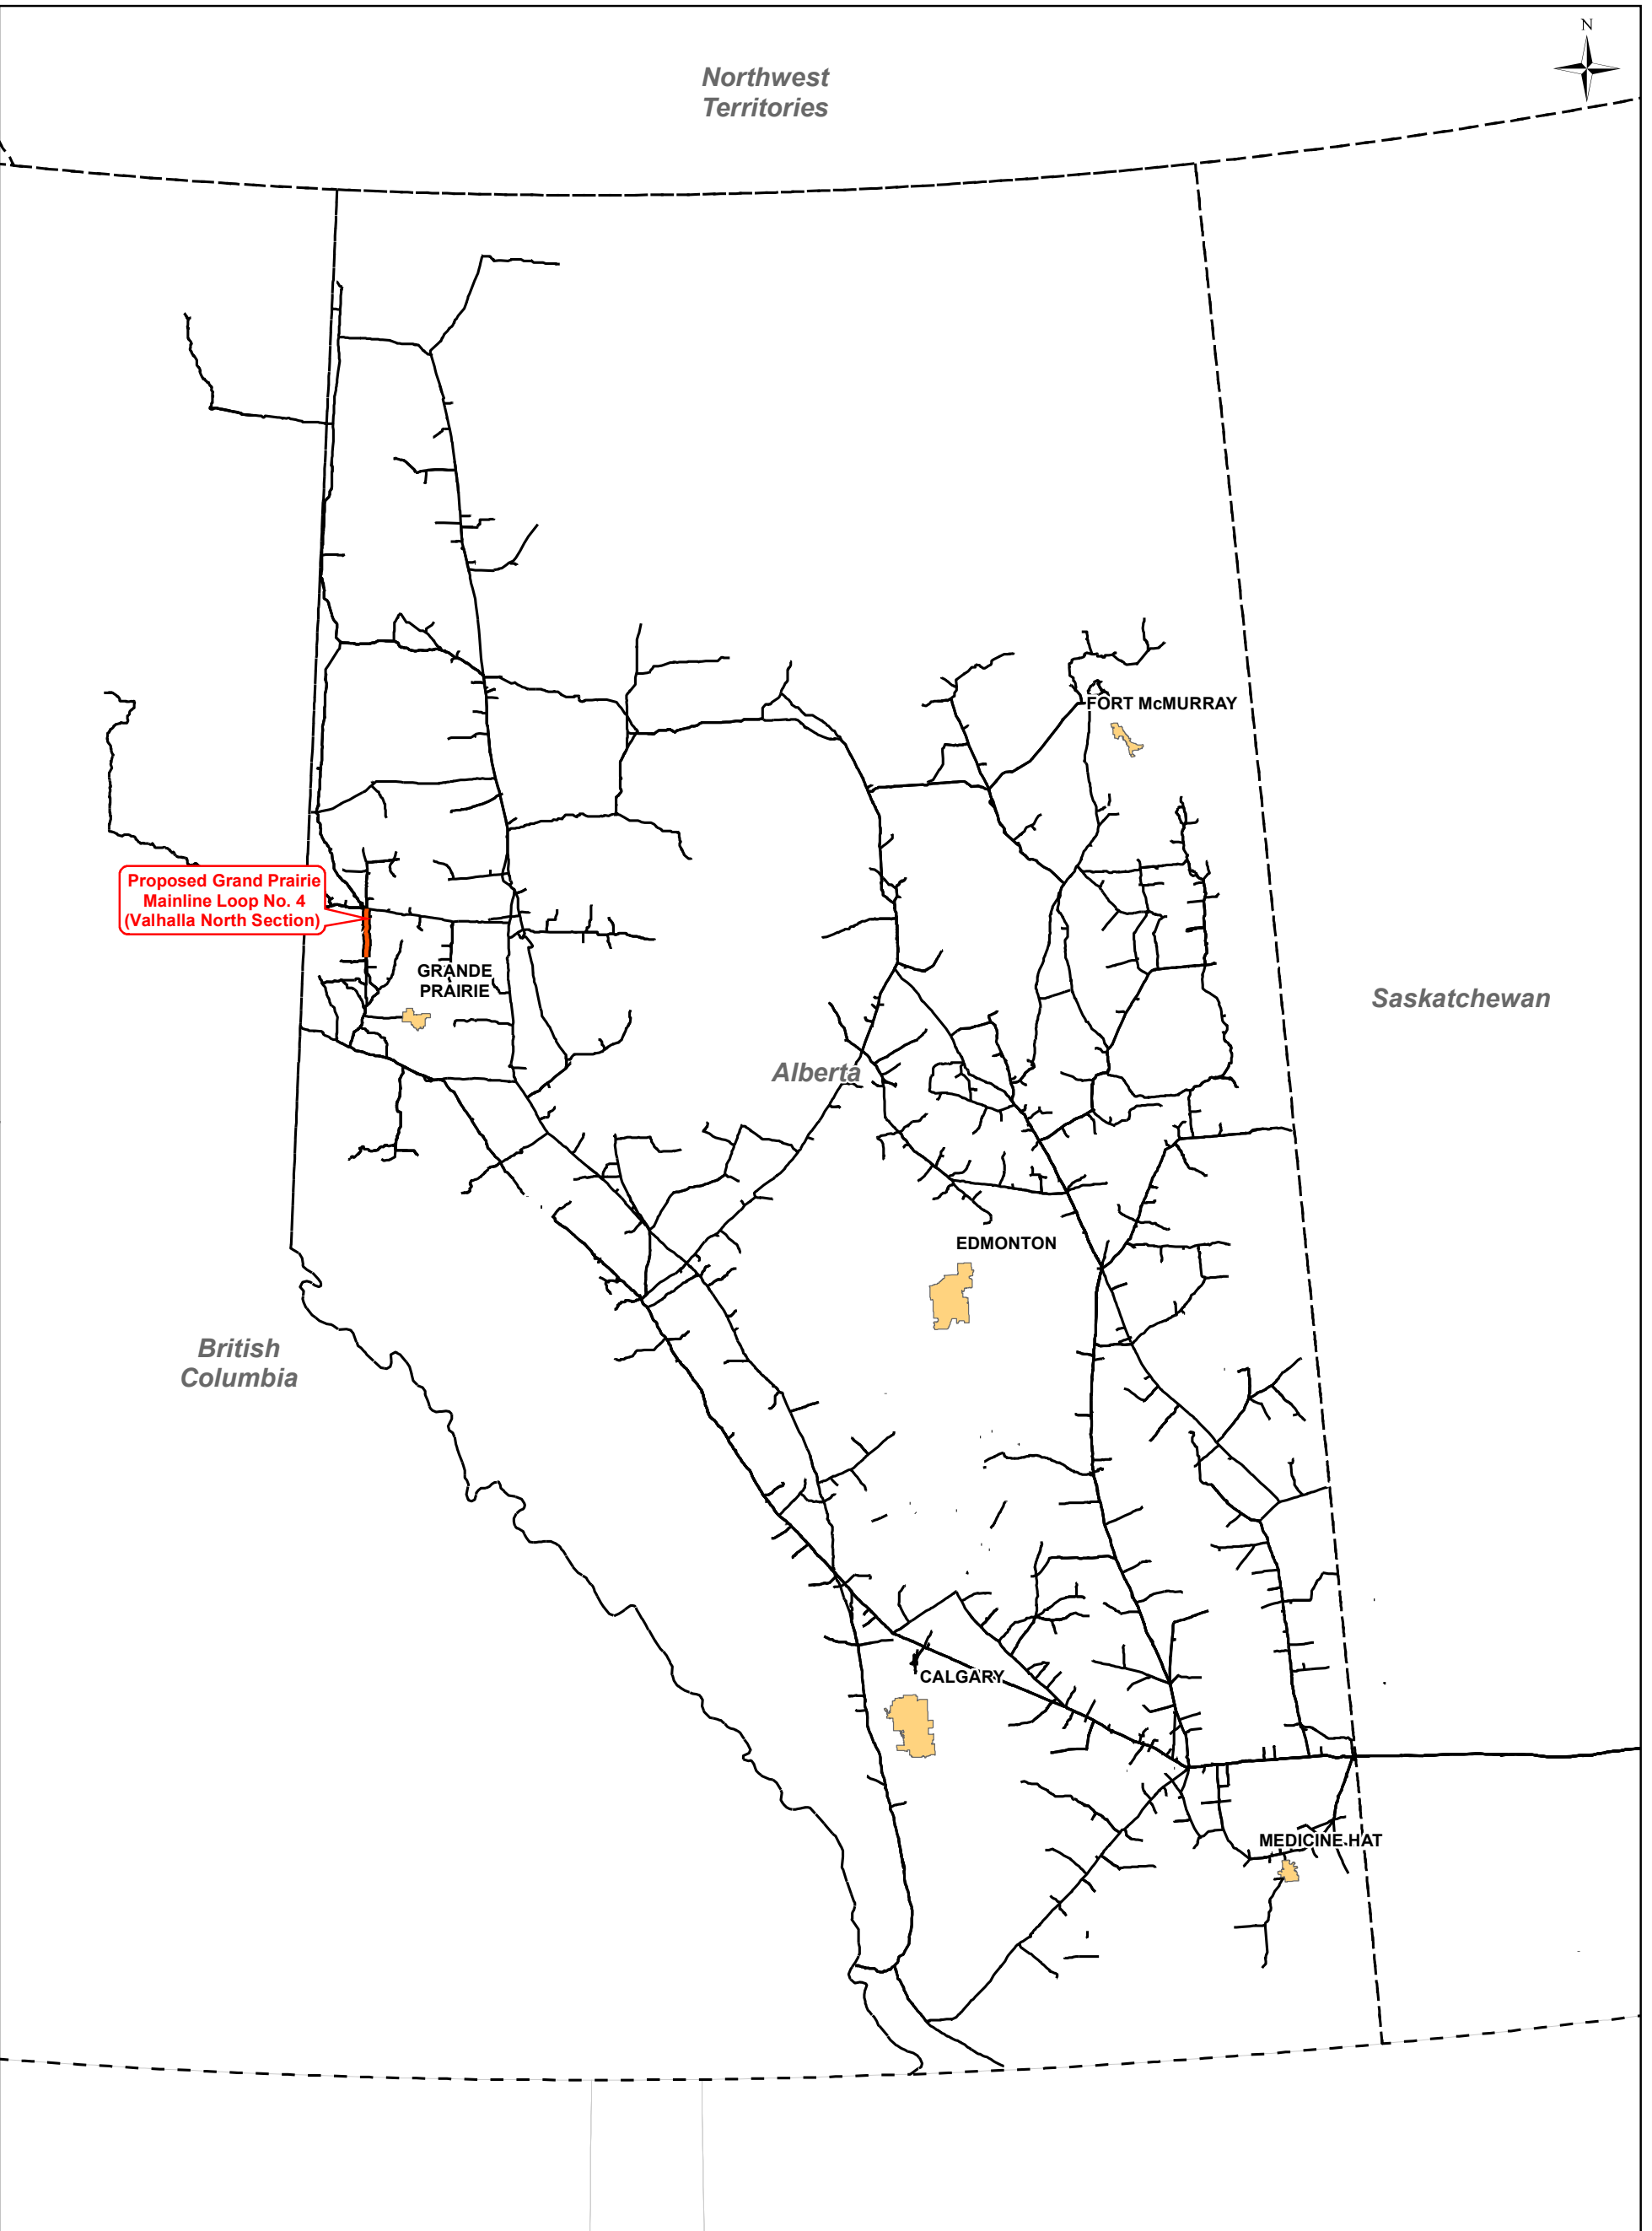 N
Northwest
Territories
FORT McMURRAY
Proposed Grand Prairie
Mainline Loop No. 4
(Valhalla North Section)
GRANDE
PRAIRIE
Saskatchewan
Alberta
EDMONTON
British
Columbia
CALGARY
MEDICINE HAT